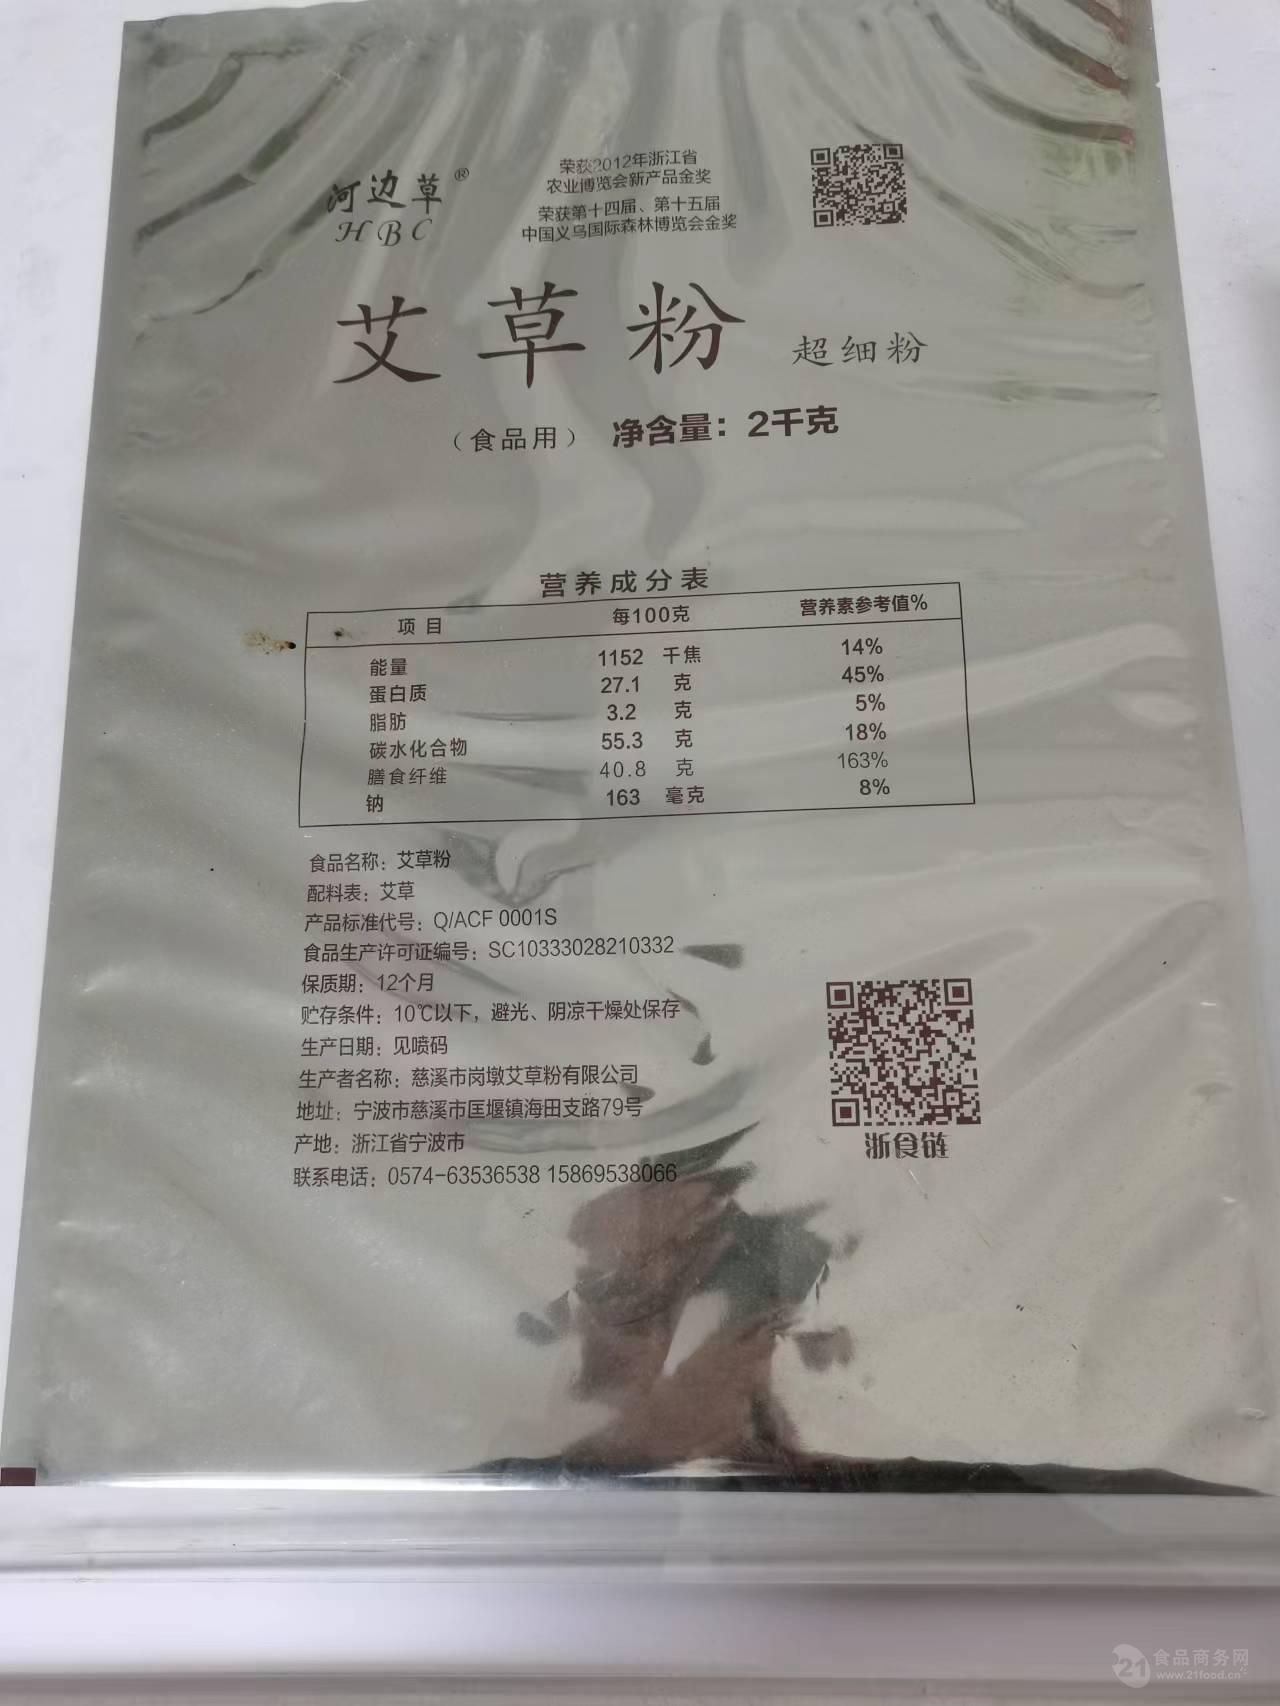 河边草®
HBC
荣获2012年浙江省
农业博览会新产品金奖
荣获第十四届、第十五届
中国义乌国际森林博览会金奖
艾草粉 超细粉
（食品用） 净含量：2千克
营养成分表
项目 每100克 营养素参考值%
能量 1152 千焦 14%
蛋白质 27.1 克 45%
脂肪 3.2 克 5%
碳水化合物 55.3 克 18%
膳食纤维 40.8 克 163%
钠 163 毫克 8%
食品名称：艾草粉
配料表：艾草
产品标准代号：Q/ACF 0001S
食品生产许可证编号：SC10333028210332
保质期：12个月
贮存条件：10℃以下，避光、阴凉干燥处保存
生产日期：见喷码
生产者名称：慈溪市岗墩艾草粉有限公司
地址：宁波市慈溪市匡堰镇海田支路79号
产地：浙江省宁波市
联系电话：0574-63536538 15869538066
浙食链
21 食品商务网
www.21food.cn